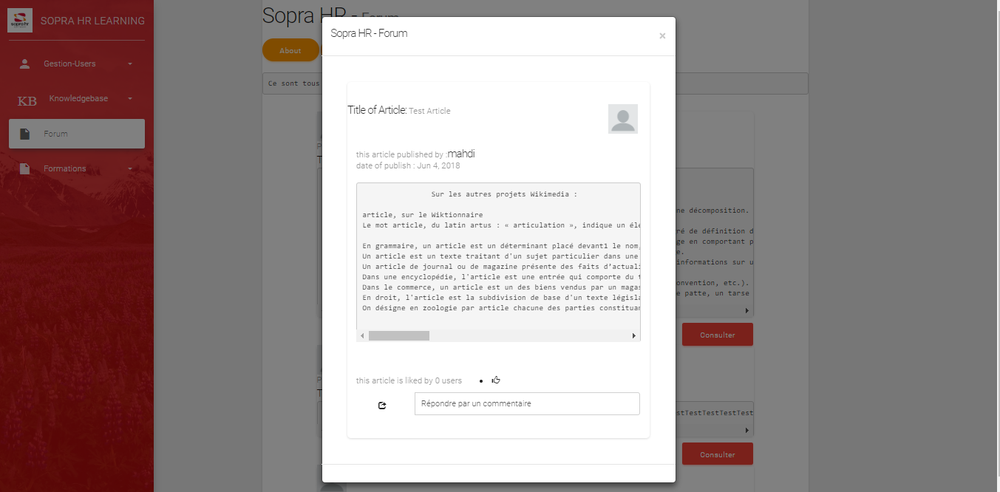 sopra hr
SOPRA HR LEARNING
Gestion-Users
KB Knowledgebase
Forum
Formations
Sopra HR - Forum
About
Ce sont tous
Sopra HR - Forum
×
Title of Article: Test Article
this article published by :mahdi
date of publish : Jun 4, 2018
Sur les autres projets Wikimedia :
article, sur le Wiktionnaire
Le mot article, du latin artus : « articulation », indique un éle
En grammaire, un article est un déterminant placé devant1 le nom,
Un article est un texte traitant d'un sujet particulier dans une
Un article de journal ou de magazine présente des faits d’actuali
Dans une encyclopédie, l'article est une entrée qui comporte du t
Dans le commerce, un article est un des biens vendus par un magas
En droit, l'article est la subdivision de base d'un texte législa
On désigne en zoologie par article chacune des parties constituan
this article is liked by 0 users
Répondre par un commentaire
ne décomposition.
ré de définition d
ge en comportant p
e.
informations sur u
onvention, etc.).
e patte, un tarse
Consulter
stTestTestTestTest
Consulter